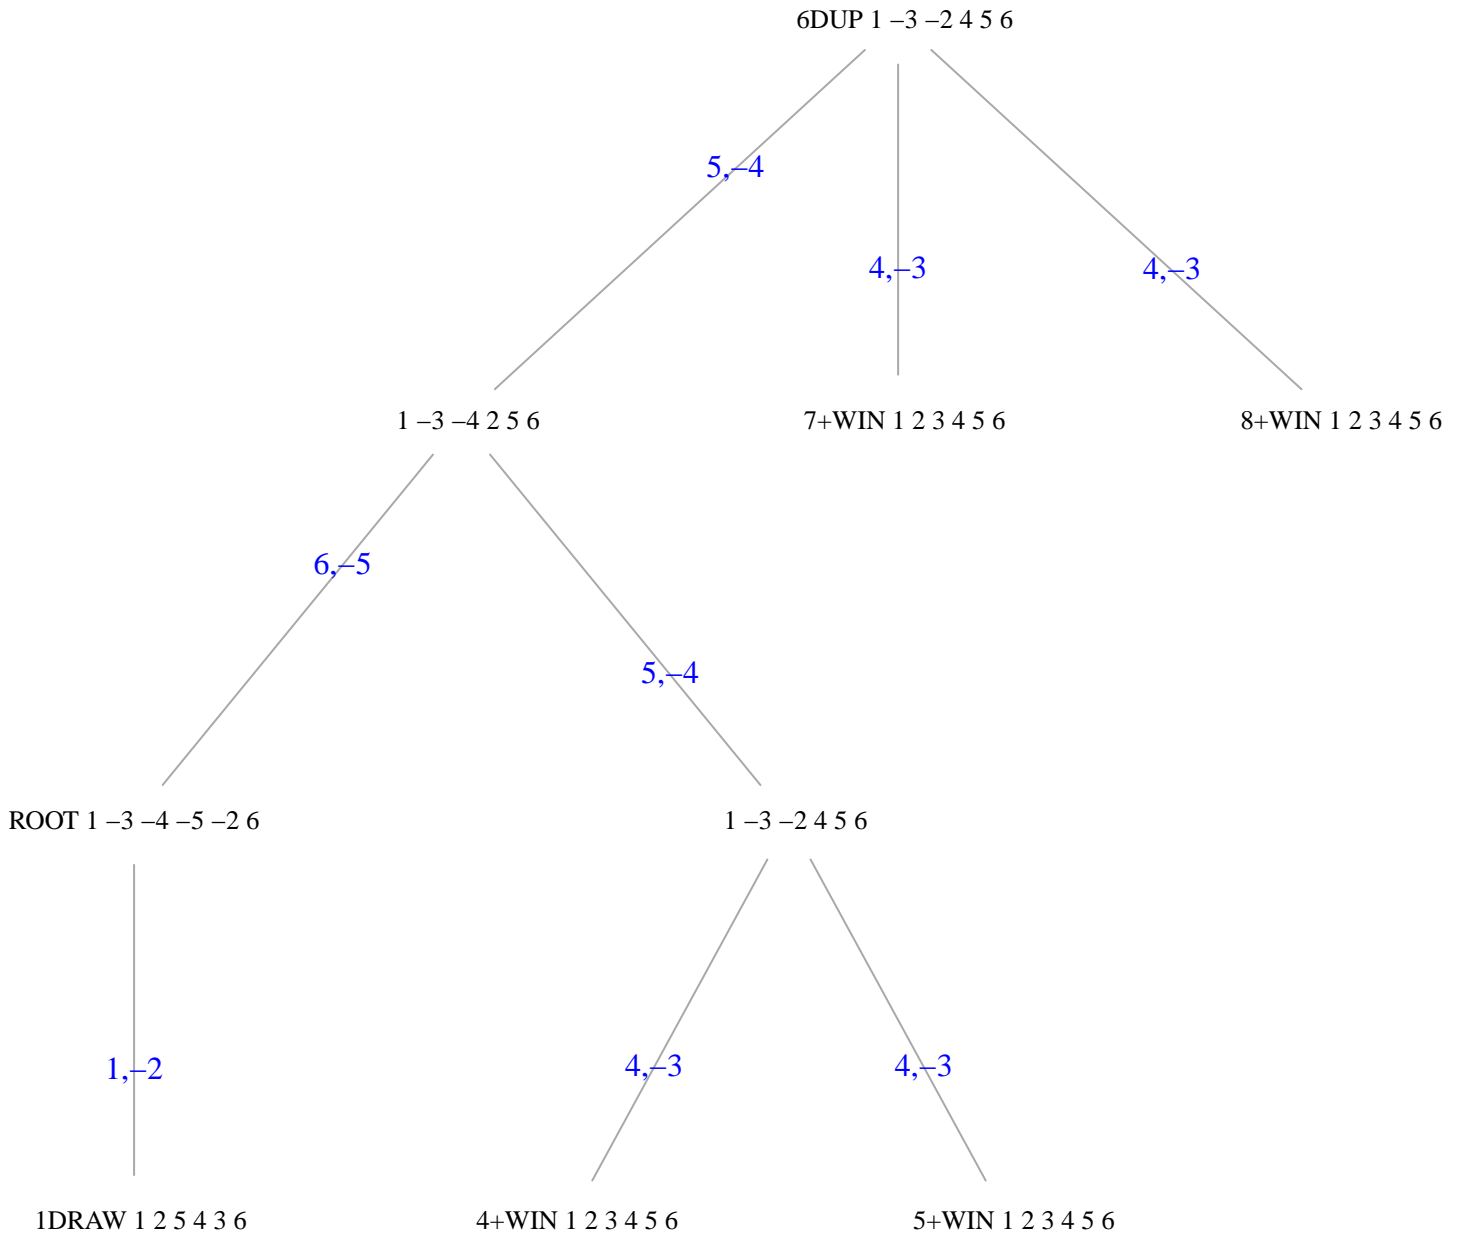 6DUP 1 –3 –2 4 5 6
5,–4
4,–3
4,–3
1 –3 –4 2 5 6
7+WIN 1 2 3 4 5 6
8+WIN 1 2 3 4 5 6
6,–5
5,–4
ROOT 1 –3 –4 –5 –2 6
1 –3 –2 4 5 6
1,–2
4,–3
4,–3
1DRAW 1 2 5 4 3 6
4+WIN 1 2 3 4 5 6
5+WIN 1 2 3 4 5 6